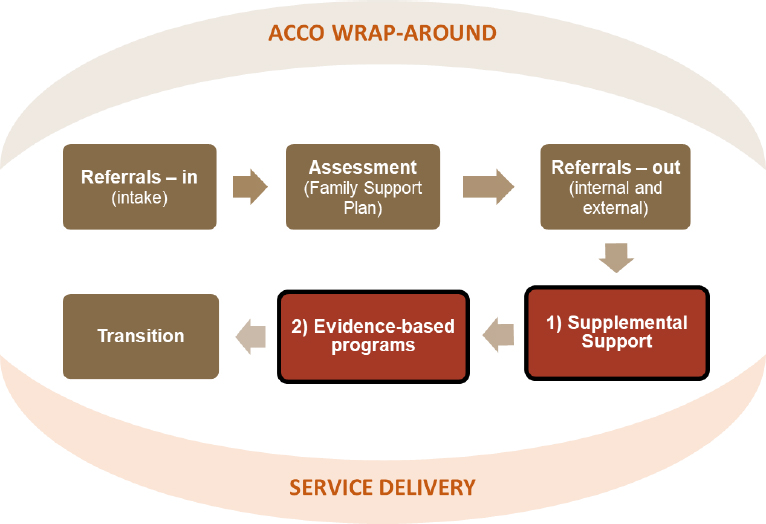 ACCO WRAP-AROUND
Referrals – in
(intake)
Assessment
(Family Support
Plan)
Referrals – out
(internal and
external)
Transition
2) Evidence-based
programs
1) Supplemental
Support
SERVICE DELIVERY